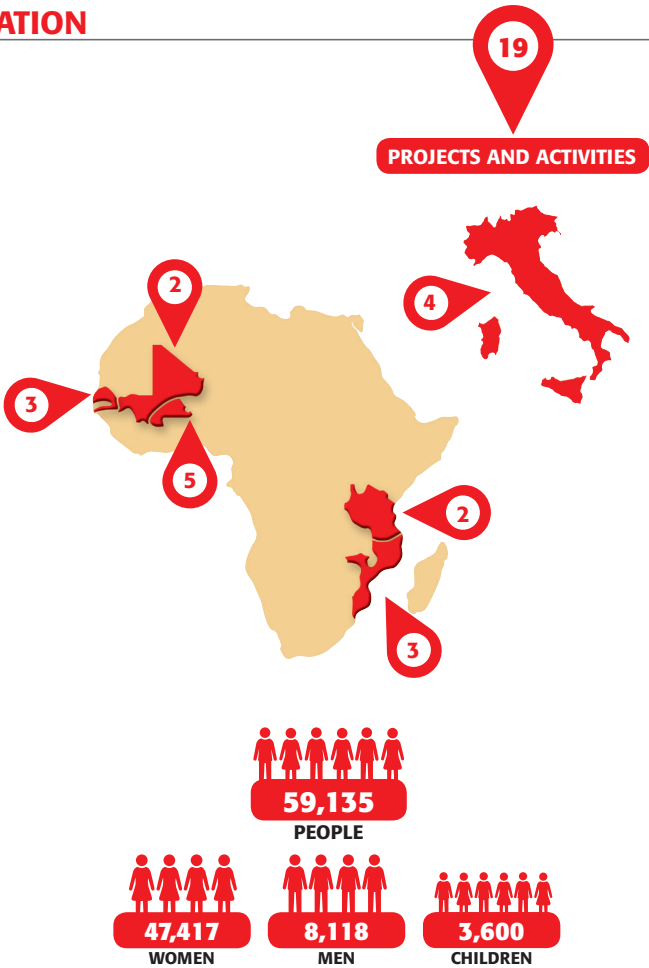 ATION
19
PROJECTS AND ACTIVITIES
2
4
3
5
2
3
59,135
PEOPLE
47,417
WOMEN
8,118
MEN
3,600
CHILDREN